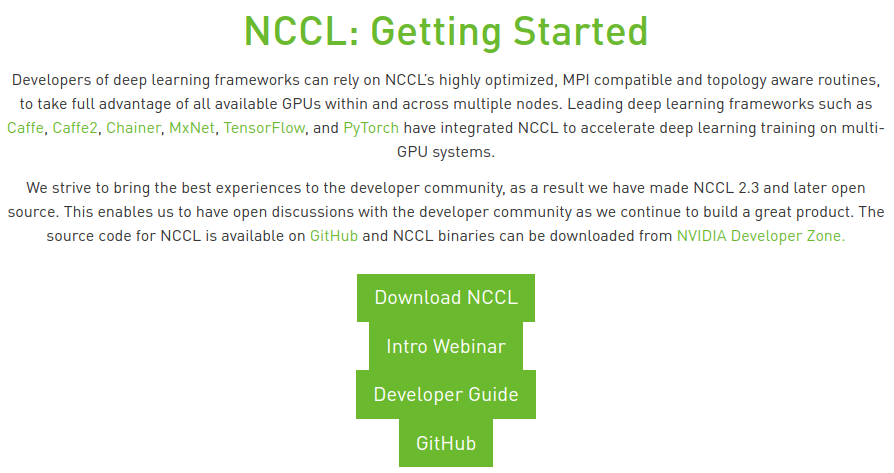 NCCL: Getting Started
Developers of deep learning frameworks can rely on NCCL’s highly optimized, MPI compatible and topology aware routines,
to take full advantage of all available GPUs within and across multiple nodes. Leading deep learning frameworks such as
Caffe, Caffe2, Chainer, MxNet, TensorFlow, and PyTorch have integrated NCCL to accelerate deep learning training on multi-
GPU systems.
We strive to bring the best experiences to the developer community, as a result we have made NCCL 2.3 and later open
source. This enables us to have open discussions with the developer community as we continue to build a great product. The
source code for NCCL is available on GitHub and NCCL binaries can be downloaded from NVIDIA Developer Zone.
Download NCCL
Intro Webinar
Developer Guide
GitHub